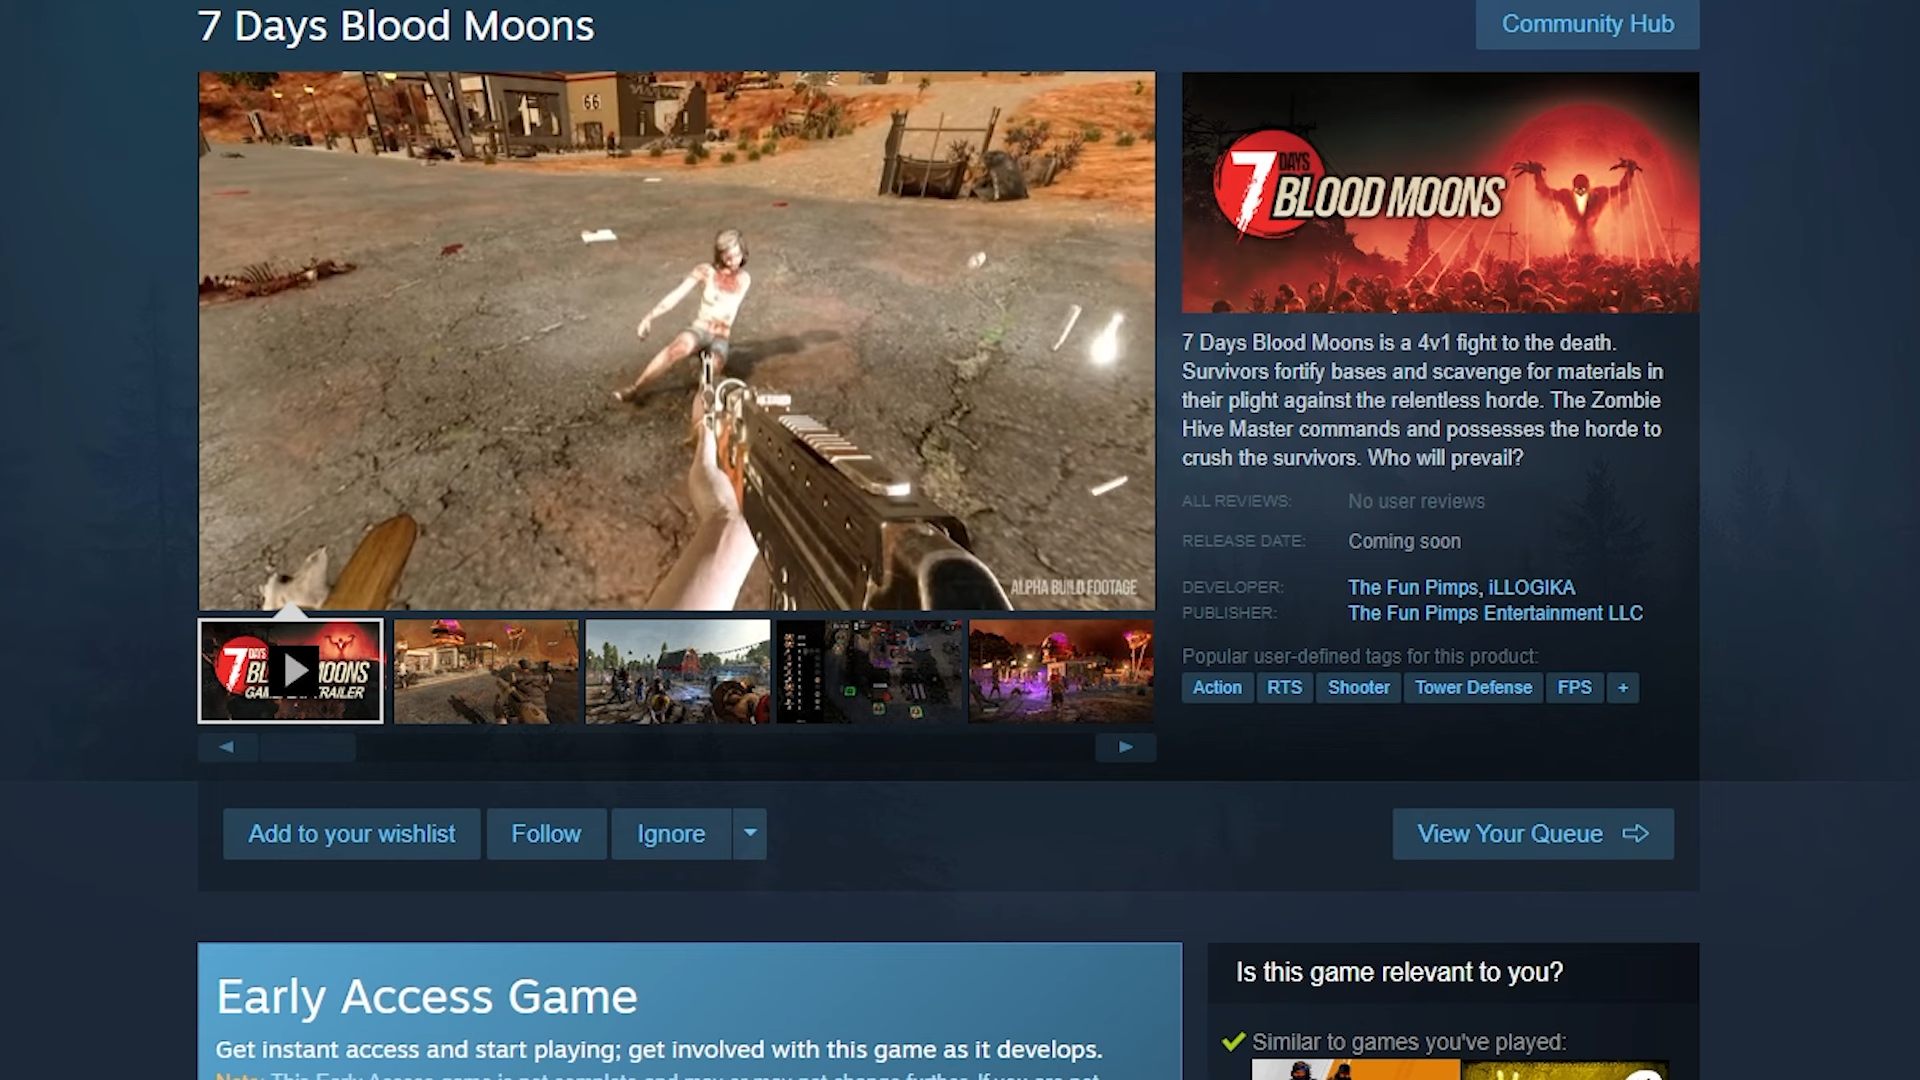 7 Days Blood Moons
Community Hub
66
ALPHA BUILD FOOTAGE
7 DAYS
BLOOD MOONS
7 Days Blood Moons is a 4v1 fight to the death.
Survivors fortify bases and scavenge for materials in
their plight against the relentless horde. The Zombie
Hive Master commands and possesses the horde to
crush the survivors. Who will prevail?
ALL REVIEWS: No user reviews
RELEASE DATE: Coming soon
DEVELOPER: The Fun Pimps, iLLOGIKA
PUBLISHER: The Fun Pimps Entertainment LLC
Popular user-defined tags for this product:
Action RTS Shooter Tower Defense FPS +
7 DAYS
TRAILER
Add to your wishlist Follow Ignore
View Your Queue
Early Access Game
Get instant access and start playing; get involved with this game as it develops.
Is this game relevant to you?
Similar to games you've played: